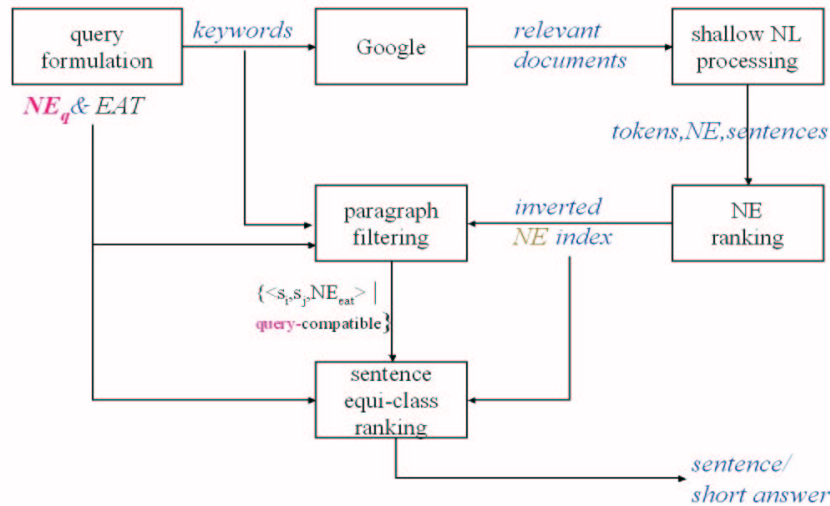 query
formulation
keywords
Google
relevant
documents
shallow NL
processing
NEq & EAT
tokens,NE,sentences
paragraph
filtering
inverted
NE index
NE
ranking
{<si,sj,NEeat> |
query-compatible}
sentence
equi-class
ranking
sentence/
short answer